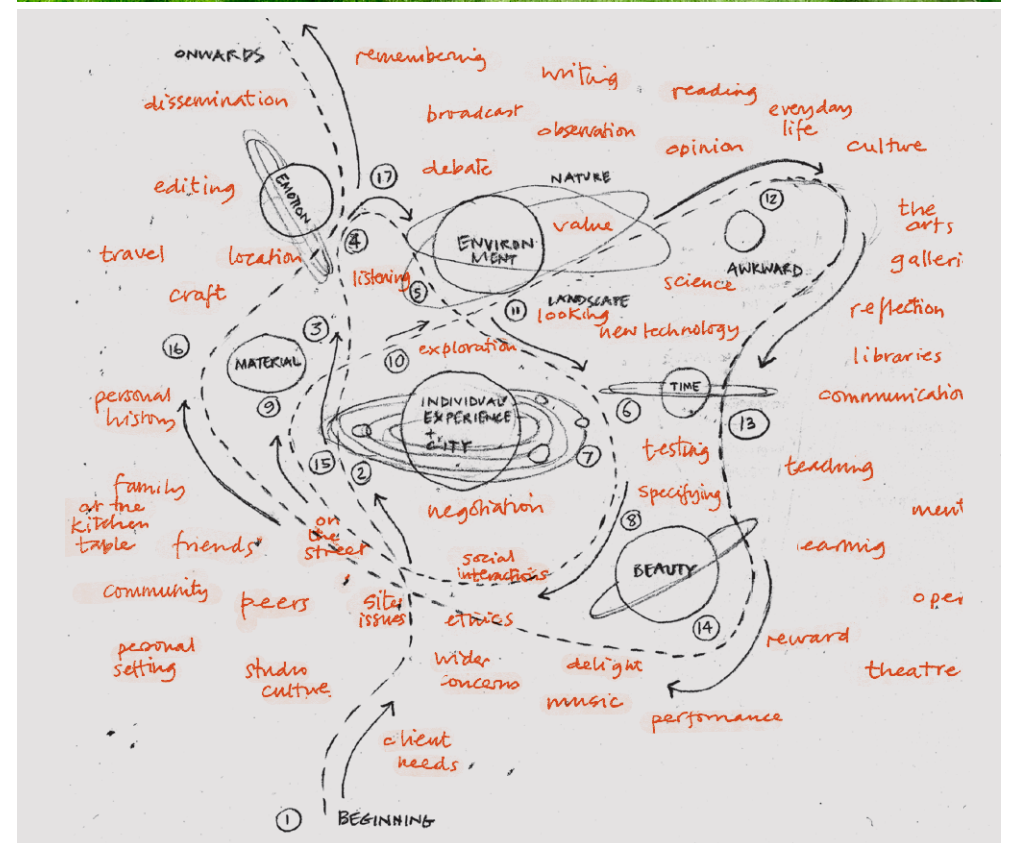 ONWARDS
remembering
writing
reading
everyday
life
dissemination
broadcast
observation
opinion
culture
debate
17
NATURE
12
editing
EMOTION
the
arts
value
4
ENVIRON-
MENT
travel
location
galleri
AWKWARD
listening
science
craft
5
11
LANDSCAPE
looking
reflection
3
new technology
16
10
exploration
libraries
MATERIAL
TIME
communication
personal
history
9
INDIVIDUAL
EXPERIENCE
+
CITY
6
13
15
2
7
testing
teaching
family
specifying
at the
kitchen
table
negotiation
ment
on
the
street
8
friends
earning
social
interactions
BEAUTY
community
peers
site
issues
ethics
oper
14
reward
personal
setting
studio
culture
wider
concerns
delight
theatre
music
performance
client
needs
1
BEGINNING